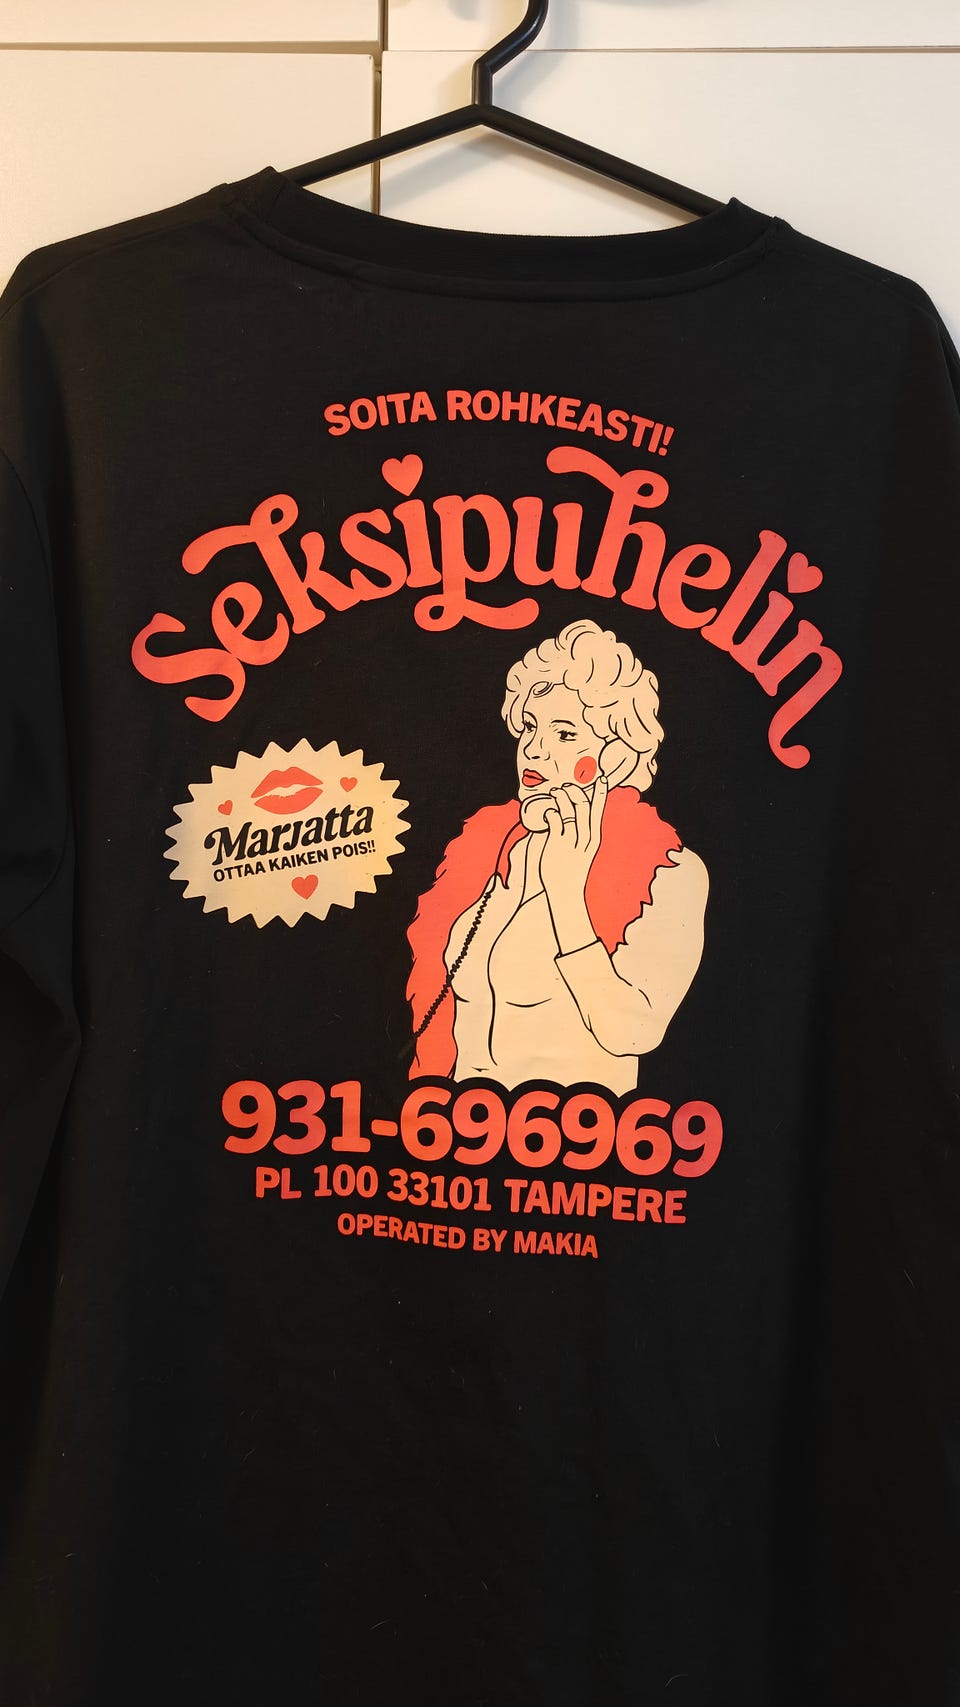 SOITA ROHKEASTI!
Seksipuhelin
Marjatta
OTTAA KAIKEN POIS!!
931-696969
PL 100 33101 TAMPERE
OPERATED BY MAKIA